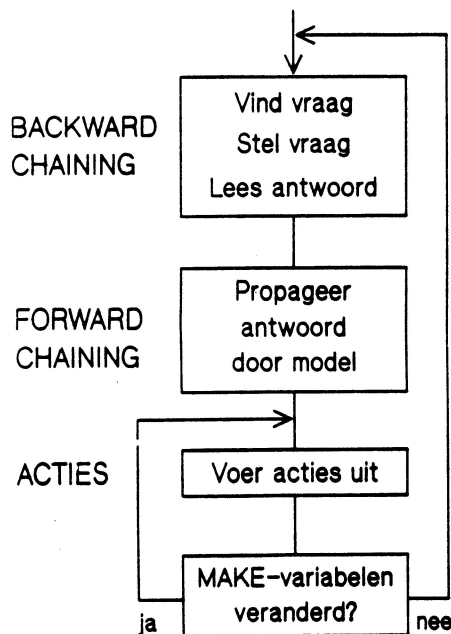 BACKWARD
CHAINING
Vind vraag
Stel vraag
Lees antwoord
FORWARD
CHAINING
Propageer
antwoord
door model
ACTIES
Voer acties uit
MAKE-variabelen
veranderd?
ja
nee